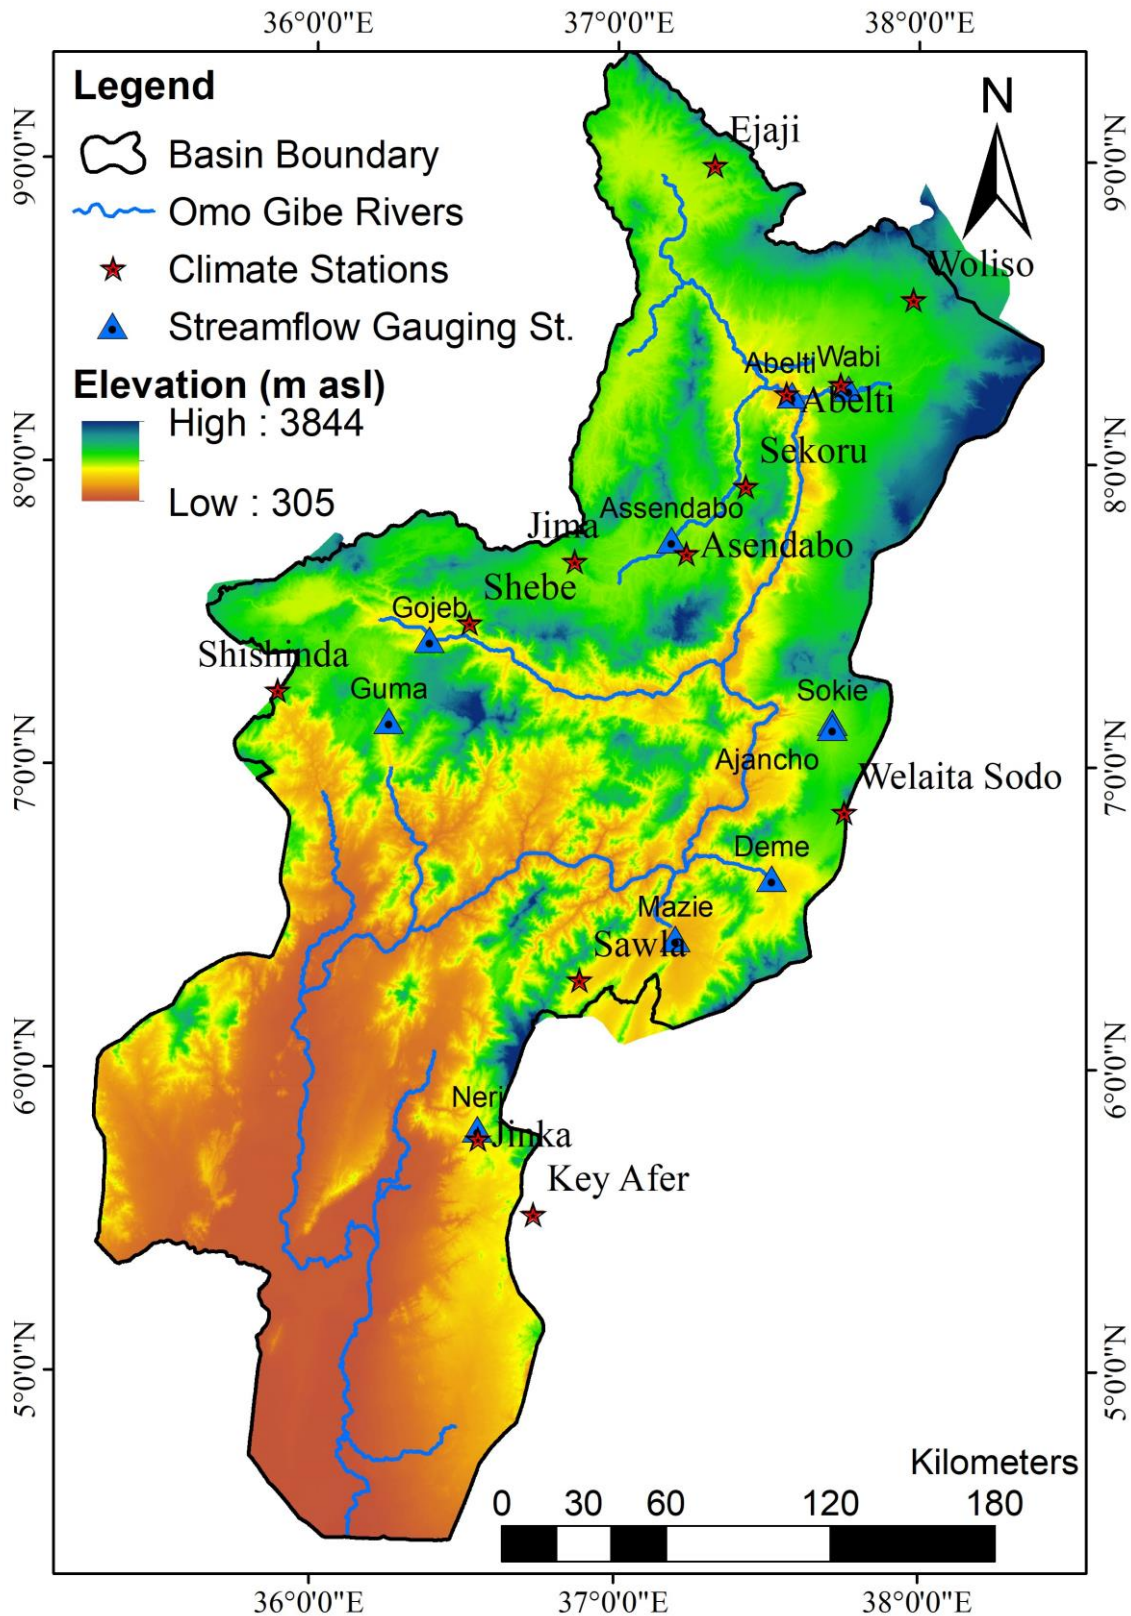 36°0'0"E 37°0'0"E 38°0'0"E
Legend
Basin Boundary
Omo Gibe Rivers
Climate Stations
Streamflow Gauging St.
Elevation (m asl)
High : 3844
Low : 305
N
9°0'0"N
8°0'0"N
7°0'0"N
6°0'0"N
5°0'0"N
9°0'0"N
8°0'0"N
7°0'0"N
6°0'0"N
5°0'0"N
Ejaji
Woliso
Abelti Wabi
Abelti
Sekoru
Assendabo
Jima
Asendabo
Shebe
Gojeb
Shishinda
Guma
Sokie
Ajancho
Welaita Sodo
Deme
Mazie
Sawla
Neri
Jinka
Key Afer
Kilometers
0 30 60 120 180
36°0'0"E 37°0'0"E 38°0'0"E